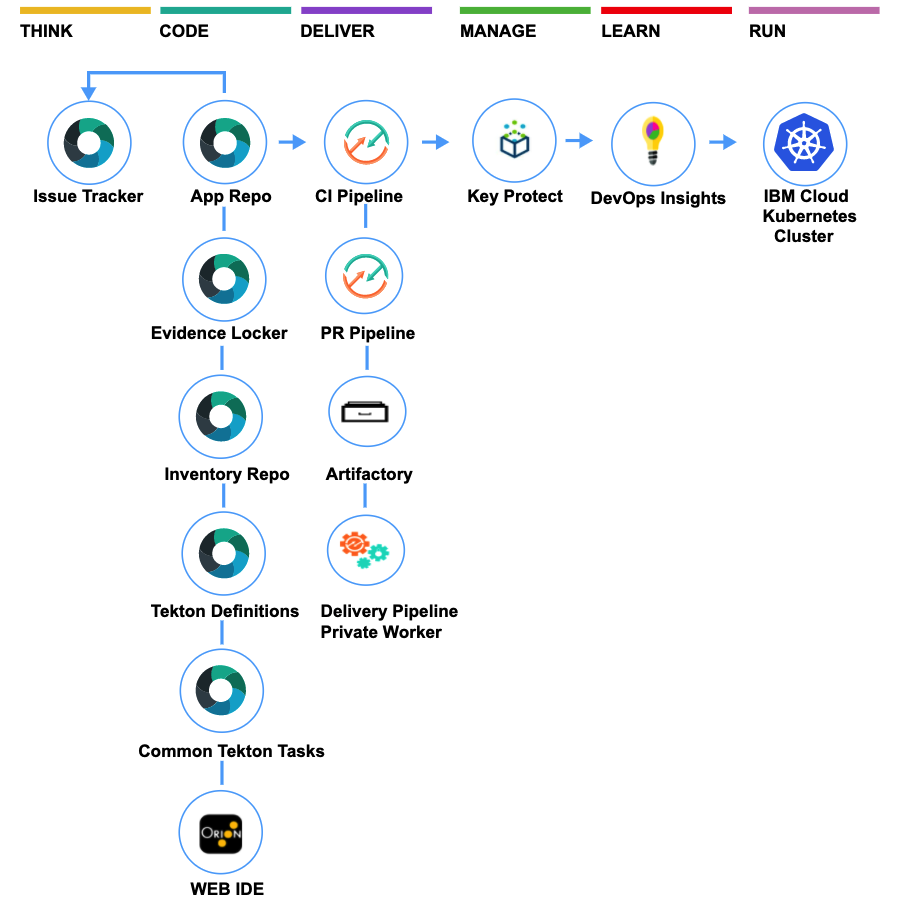 THINK
CODE
DELIVER
MANAGE
LEARN
RUN
Issue Tracker
App Repo
CI Pipeline
Key Protect
DevOps Insights
IBM Cloud
Kubernetes
Cluster
Evidence Locker
PR Pipeline
Inventory Repo
Artifactory
Tekton Definitions
Delivery Pipeline
Private Worker
Common Tekton Tasks
ORION
WEB IDE